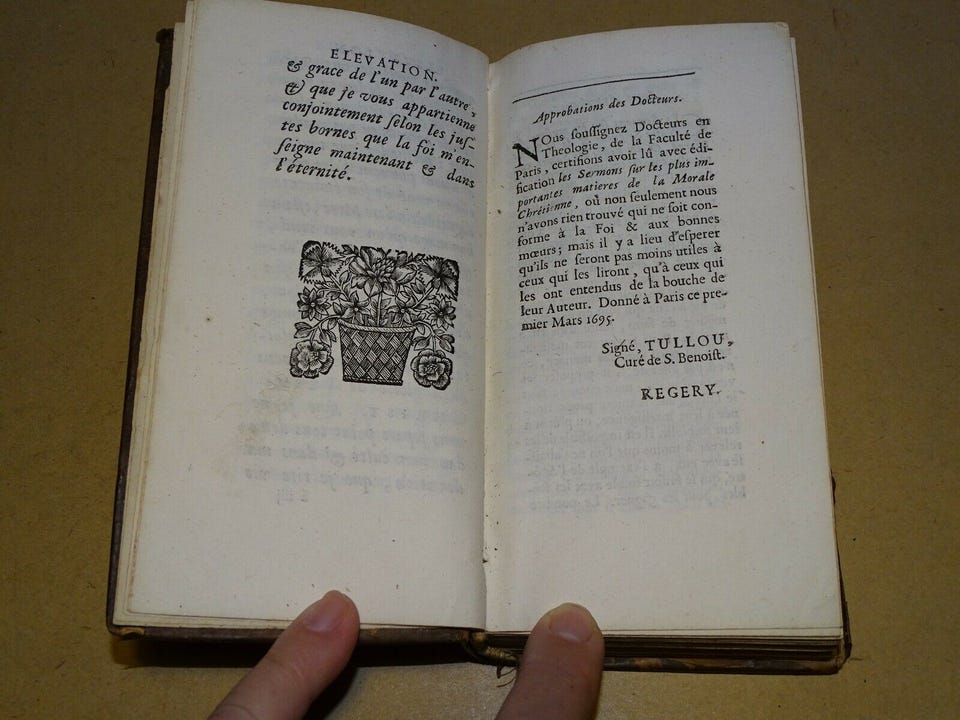 ELEVATION.
& grace de l'un par l'autre,
& que je vous appartienne
conjointement selon les jus-
tes bornes que la foi m'en-
seigne maintenant & dans
l'éternité.
Approbations des Docteurs.
NOus soussignez Docteurs en
Theologie, de la Faculté de
Paris, certifions avoir lû avec édi-
fication les Sermons sur les plus im-
portantes matieres de la Morale
Chrétienne, où non seulement nous
n'avons rien trouvé qui ne soit con-
forme à la Foi & aux bonnes
mœurs; mais il y a lieu d'esperer
qu'ils ne seront pas moins utiles à
ceux qui les liront, qu'à ceux qui
les ont entendus de la bouche de
leur Auteur. Donné à Paris ce pre-
mier Mars 1695.
Signé, TULLOU,
Curé de S. Benoist.
REGERY.